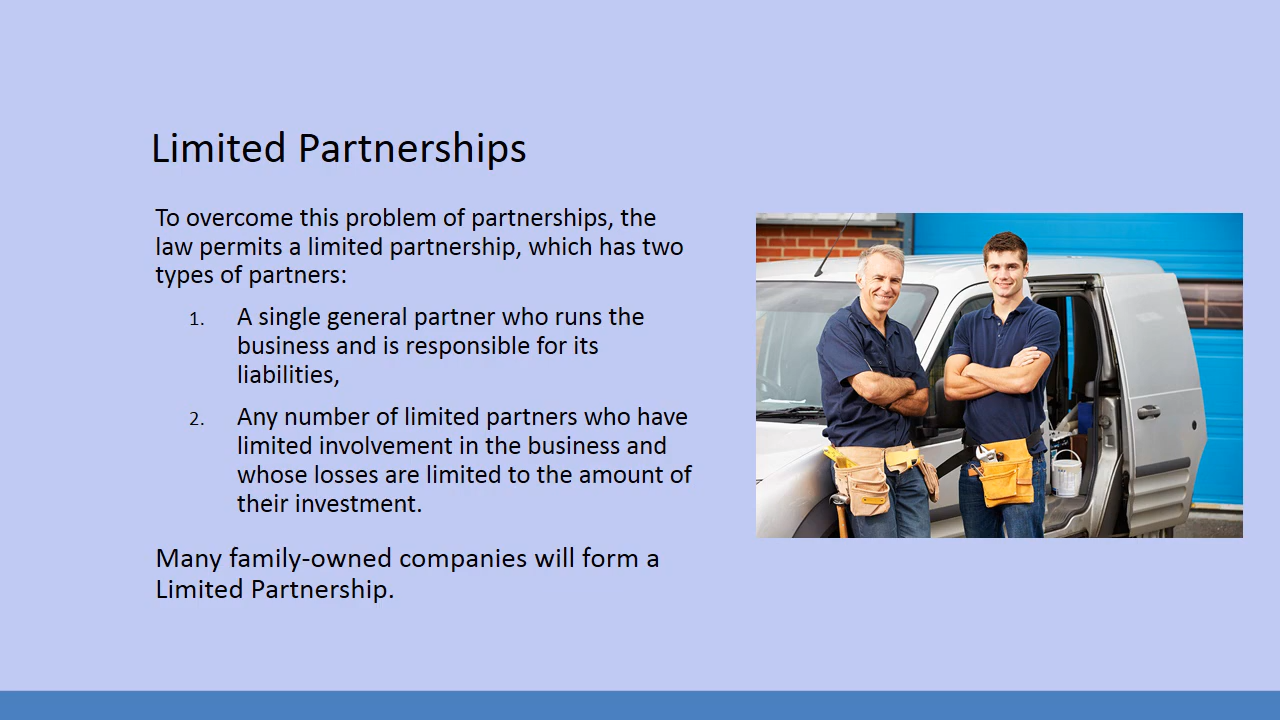 Limited Partnerships
To overcome this problem of partnerships, the
law permits a limited partnership, which has two
types of partners:
1. A single general partner who runs the
business and is responsible for its
liabilities,
2. Any number of limited partners who have
limited involvement in the business and
whose losses are limited to the amount of
their investment.
Many family-owned companies will form a
Limited Partnership.